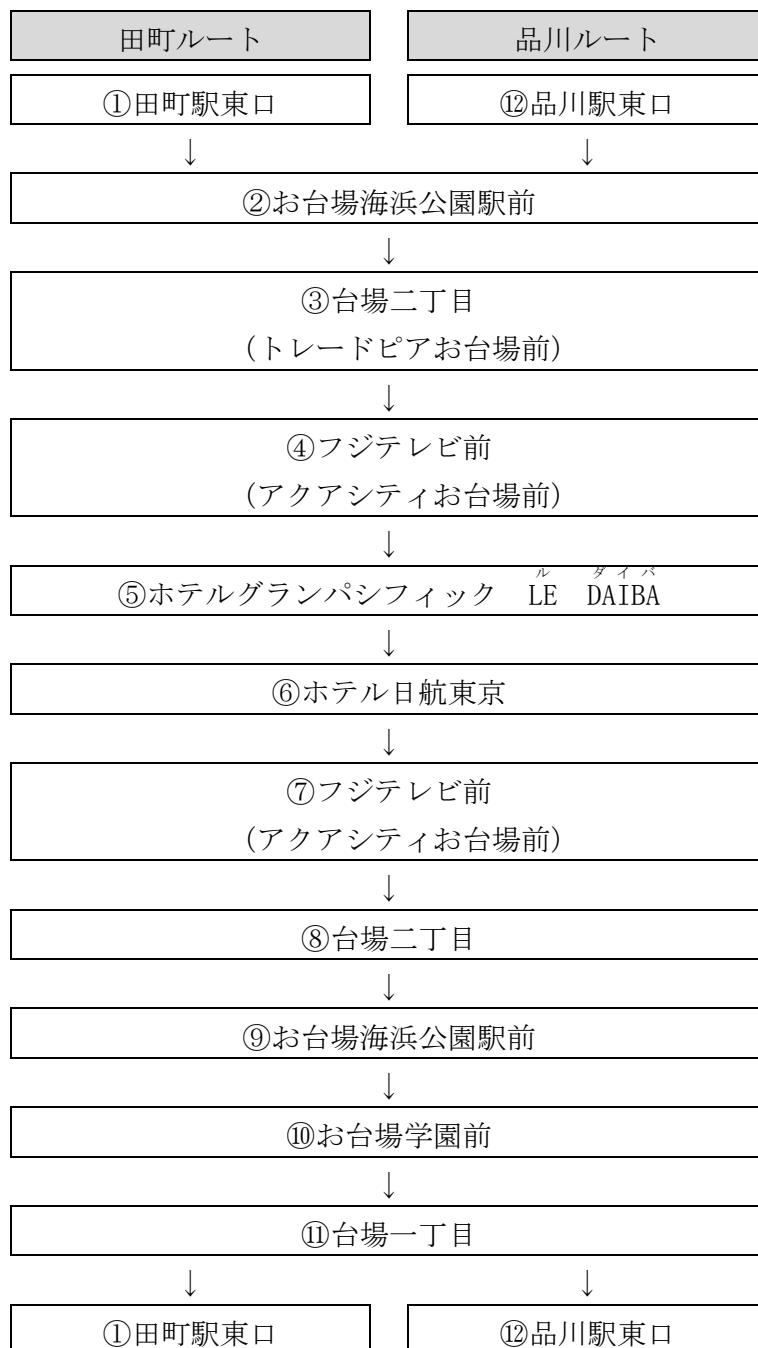 田町ルート
品川ルート
①田町駅東口
⑫品川駅東口
↓
↓
②お台場海浜公園駅前
↓
③台場二丁目
(トレードピアお台場前)
↓
④フジテレビ前
(アクアシティお台場前)
↓
ル ダイバ
⑤ホテルグランパシフィック LE DAIBA
↓
⑥ホテル日航東京
↓
⑦フジテレビ前
(アクアシティお台場前)
↓
⑧台場二丁目
↓
⑨お台場海浜公園駅前
↓
⑩お台場学園前
↓
⑪台場一丁目
↓
↓
①田町駅東口
⑫品川駅東口